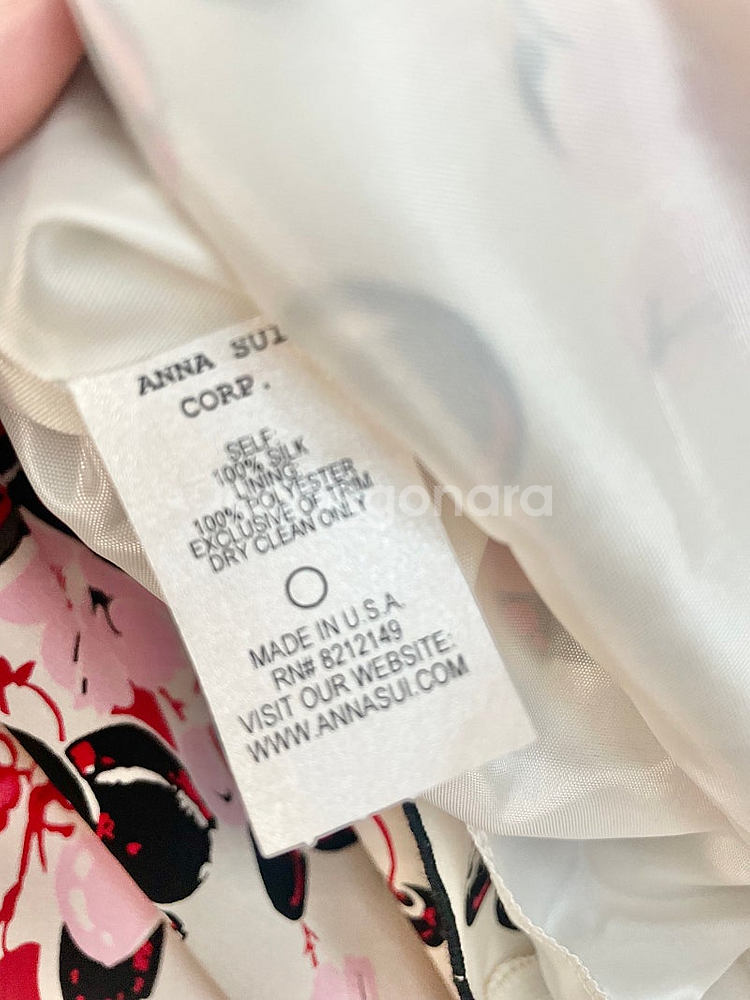 ANNA SUI
CORP.
SELF:
100% SILK
LINING:
100% POLYESTER
EXCLUSIVE OF TRIM
DRY CLEAN ONLY
MADE IN U.S.A.
RN# 8212149
VISIT OUR WEBSITE:
WWW.ANNASUI.COM